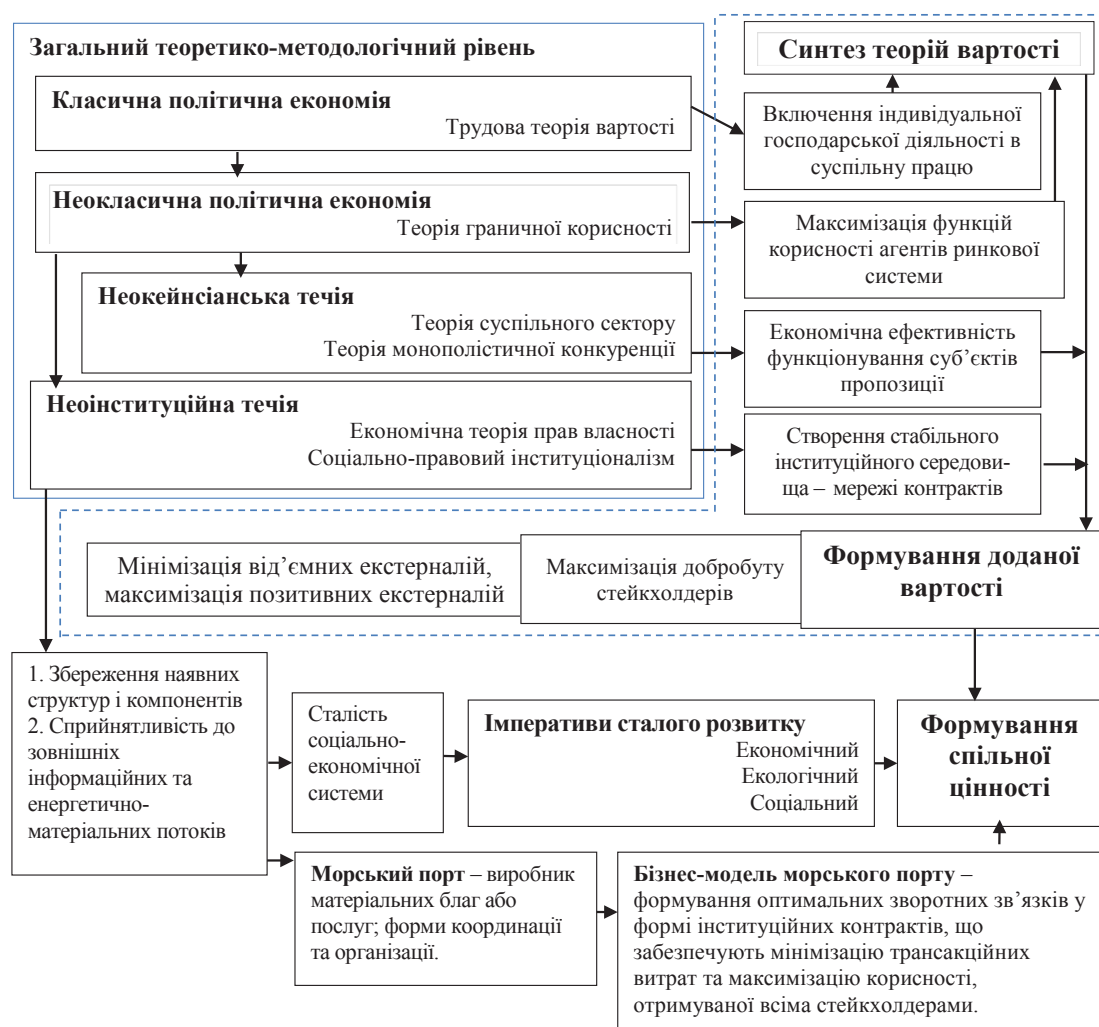 Загальний теоретико-методологічний рівень
Класична політична економія
Трудова теорія вартості
Неокласична політична економія
Теорія граничної корисності
Неокейнсіанська течія
Теорія суспільного сектору
Теорія монополістичної конкуренції
Неоінституційна течія
Економічна теорія прав власності
Соціально-правовий інституціоналізм
Синтез теорій вартості
Включення індивідуальної
господарської діяльності в
суспільну працю
Максимізація функцій
корисності агентів ринкової
системи
Економічна ефективність
функціонування суб’єктів
пропозиції
Створення стабільного
інституційного середови-
ща – мережі контрактів
Мінімізація від’ємних екстерналій,
максимізація позитивних екстерналій
Максимізація добробуту
стейкхолдерів
Формування доданої
вартості
1. Збереження наявних
структур і компонентів
2. Сприйнятливість до
зовнішніх
інформаційних та
енергетично-
матеріальних потоків
Сталість
соціально-
економічної
системи
Імперативи сталого розвитку
Економічний
Екологічний
Соціальний
Формування
спільної
цінності
Морський порт – виробник
матеріальних благ або
послуг; форми координації
та організації.
Бізнес-модель морського порту –
формування оптимальних зворотних зв’язків у
формі інституційних контрактів, що
забезпечують мінімізацію трансакційних
витрат та максимізацію корисності,
отримуваної всіма стейкхолдерами.